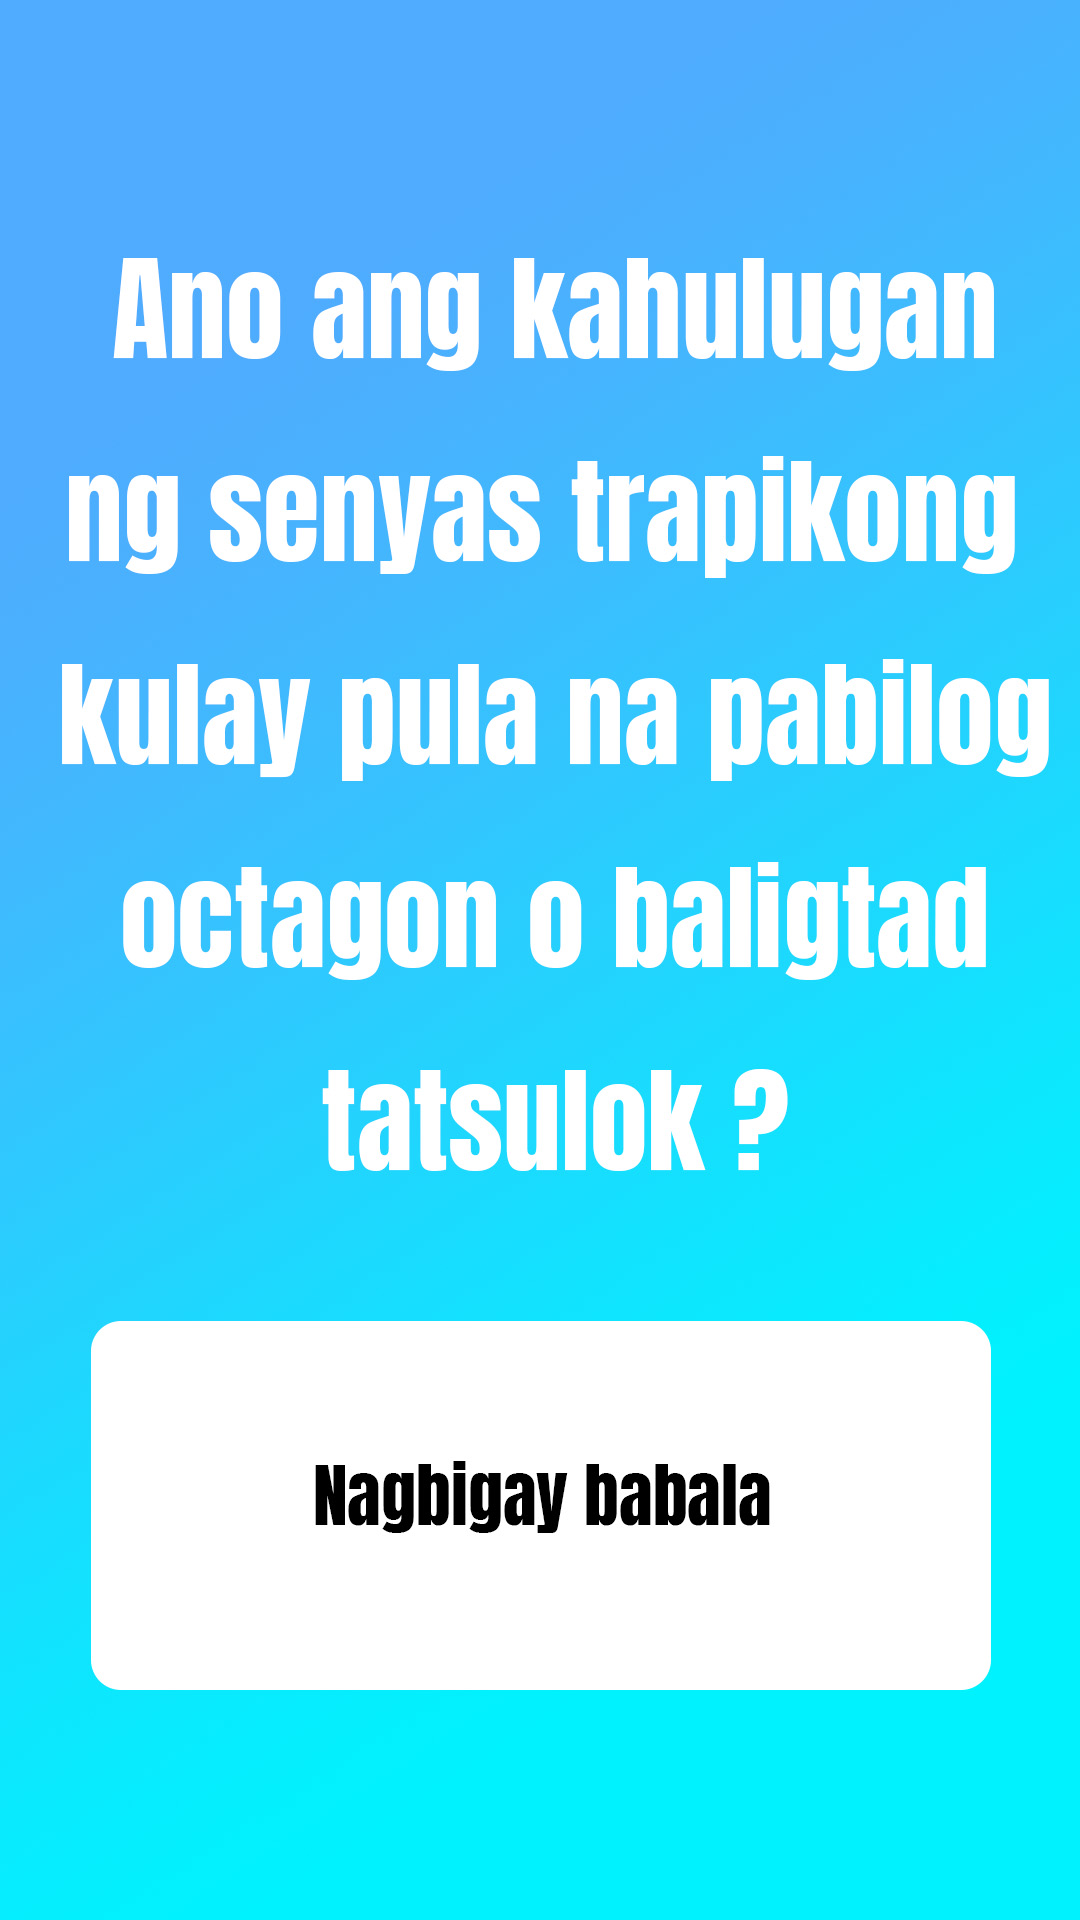 Ano ang kahulugan
ng senyas trapikong
kulay pula na pabilog
octagon o baligtad
tatsulok ?
Nagbigay babala